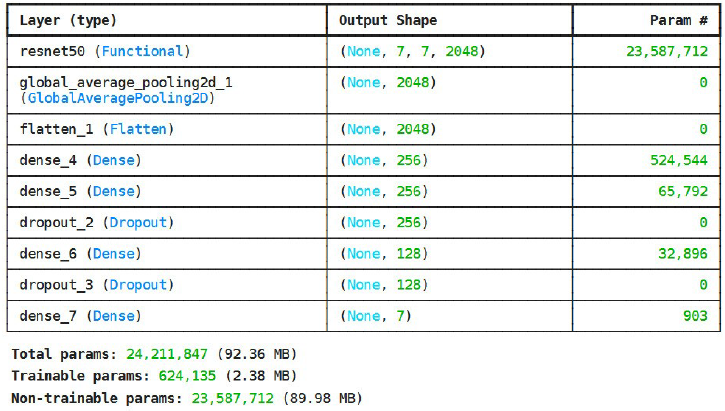 Layer (type) Output Shape Param #
resnet50 (Functional) (None, 7, 7, 2048) 23,587,712
global_average_pooling2d_1 (None, 2048) 0
(GlobalAveragePooling2D)
flatten_1 (Flatten) (None, 2048) 0
dense_4 (Dense) (None, 256) 524,544
dense_5 (Dense) (None, 256) 65,792
dropout_2 (Dropout) (None, 256) 0
dense_6 (Dense) (None, 128) 32,896
dropout_3 (Dropout) (None, 128) 0
dense_7 (Dense) (None, 7) 903
Total params: 24,211,847 (92.36 MB)
Trainable params: 624,135 (2.38 MB)
Non-trainable params: 23,587,712 (89.98 MB)